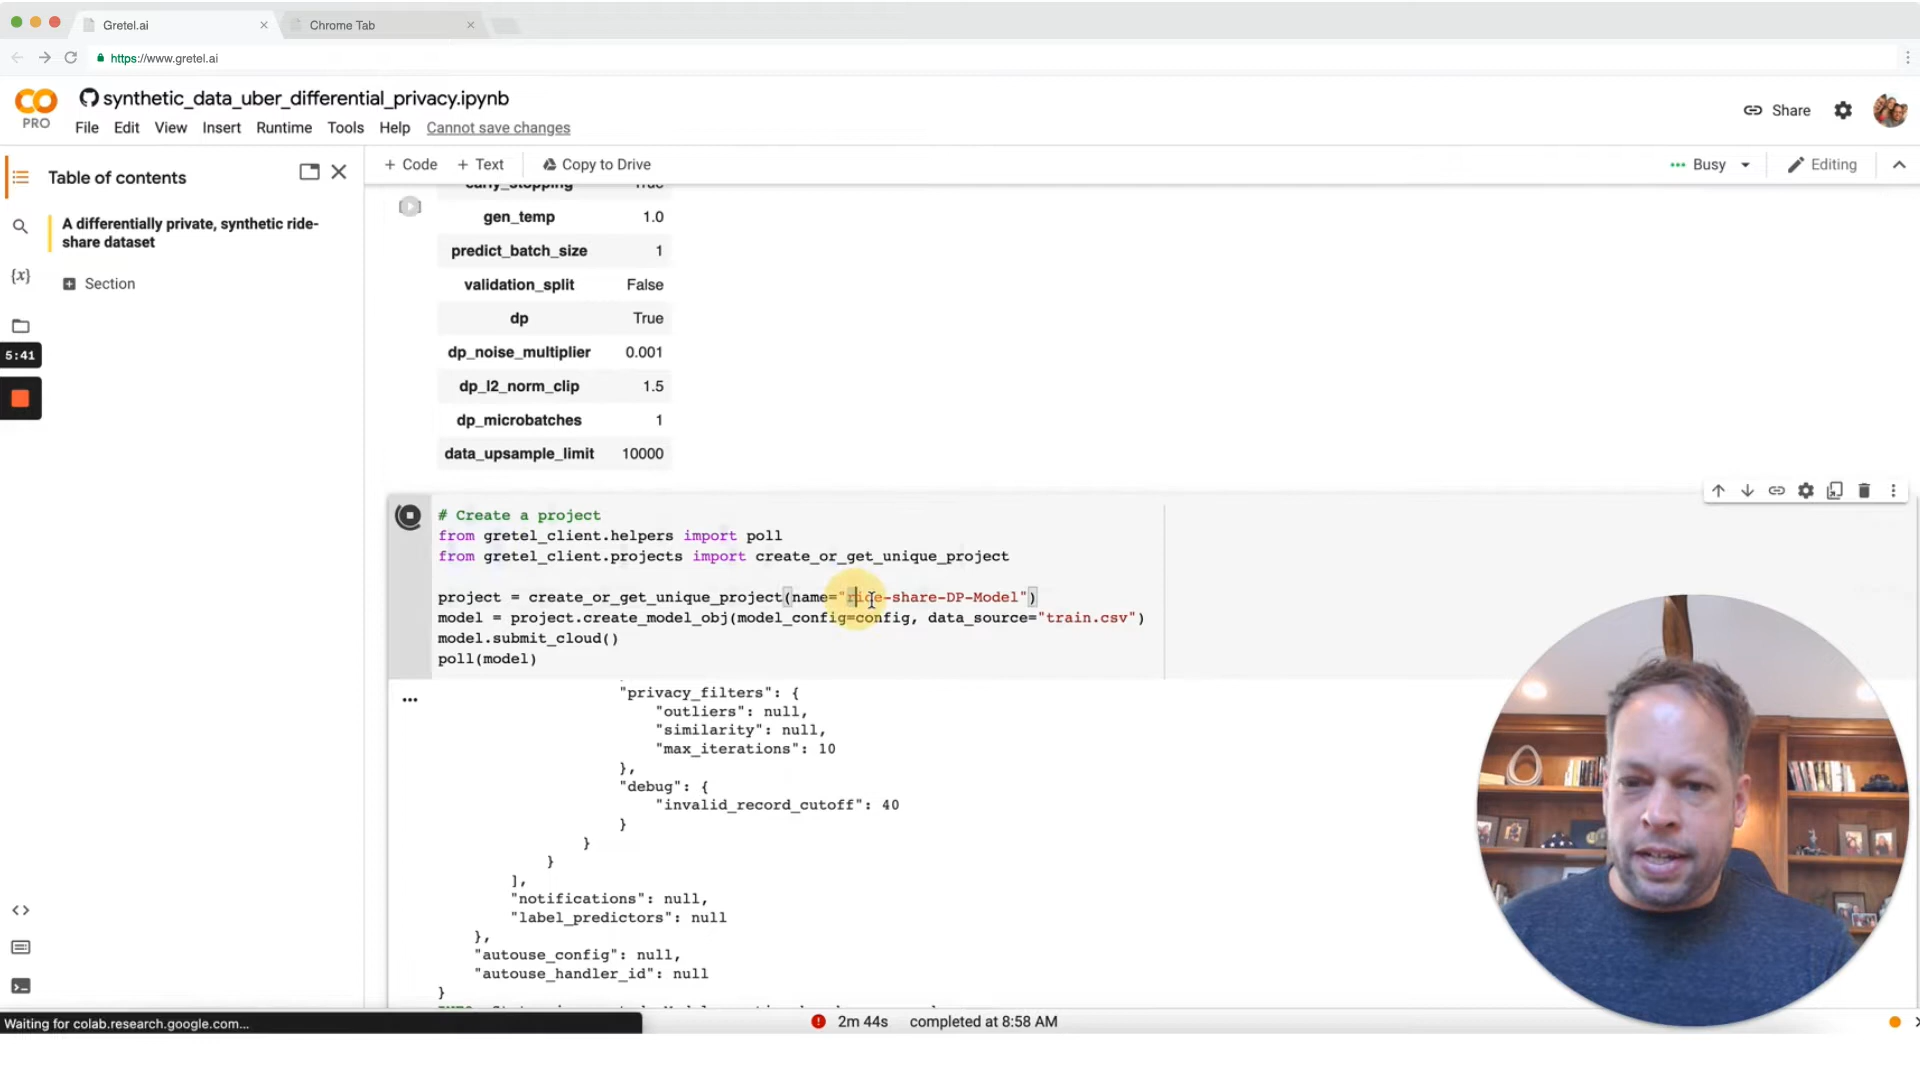 Gretel.ai
Chrome Tab
https://www.gretel.ai
PRO
synthetic_data_uber_differential_privacy.ipynb
File Edit View Insert Runtime Tools Help Cannot save changes
Share
Table of contents
+ Code + Text Copy to Drive
Busy
Editing
A differentially private, synthetic ride-
share dataset
{x}
Section
5:41
early_stopping True
gen_temp 1.0
predict_batch_size 1
validation_split False
dp True
dp_noise_multiplier 0.001
dp_l2_norm_clip 1.5
dp_microbatches 1
data_upsample_limit 10000
# Create a project
from gretel_client.helpers import poll
from gretel_client.projects import create_or_get_unique_project
project = create_or_get_unique_project(name="ride-share-DP-Model")
model = project.create_model_obj(model_config=config, data_source="train.csv")
model.submit_cloud()
poll(model)
"privacy_filters": {
"outliers": null,
"similarity": null,
"max_iterations": 10
},
"debug": {
"invalid_record_cutoff": 40
}
}
}
],
"notifications": null,
"label_predictors": null
},
"autouse_config": null,
"autouse_handler_id": null
}
Waiting for colab.research.google.com...
2m 44s completed at 8:58 AM